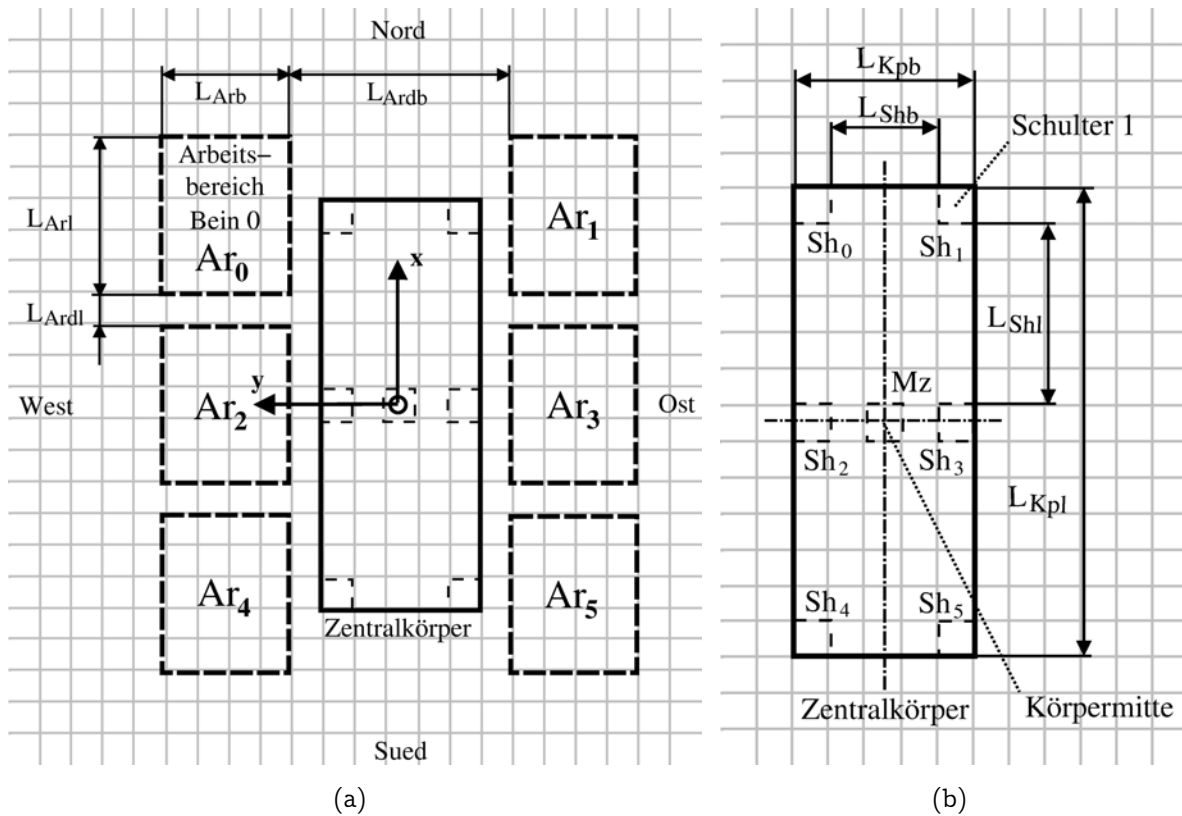 Nord
L_Arb
L_Ardb
Arbeits–
bereich
Bein 0
Ar_0
L_Arl
Ar_1
x
L_Ardl
y
West
Ar_2
Ar_3
Ost
Ar_4
Ar_5
Zentralkörper
Sued
(a)
L_Kpb
L_Shb
Schulter 1
Sh_0
Sh_1
L_Shl
Mz
Sh_2
Sh_3
L_Kpl
Sh_4
Sh_5
Zentralkörper
Körpermitte
(b)